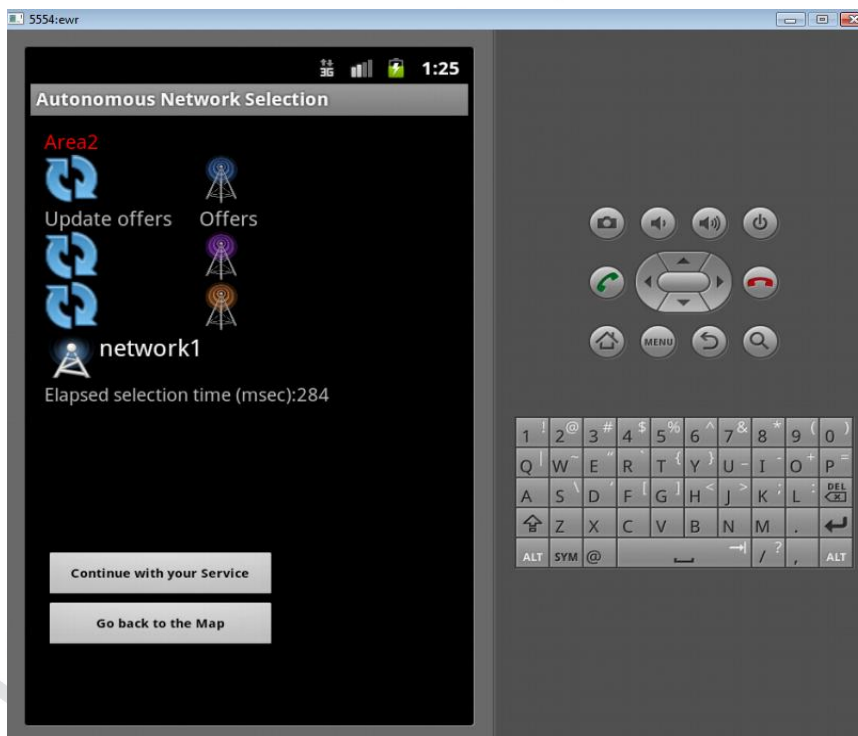 5554:ewr
3G 1:25
Autonomous Network Selection
Area2
Update offers Offers
network1
Elapsed selection time (msec):284
Continue with your Service
Go back to the Map
MENU
1 ! 2 @ 3 # 4 $ 5 % 6 ^ 7 & 8 * 9 ( 0 )
Q | W ~ E " R ` T { Y } U _ I - O + P =
A S \ D ' F [ G ] H < J > K ; L : DEL
Z X C V B N M .
ALT SYM @ / ? , ALT